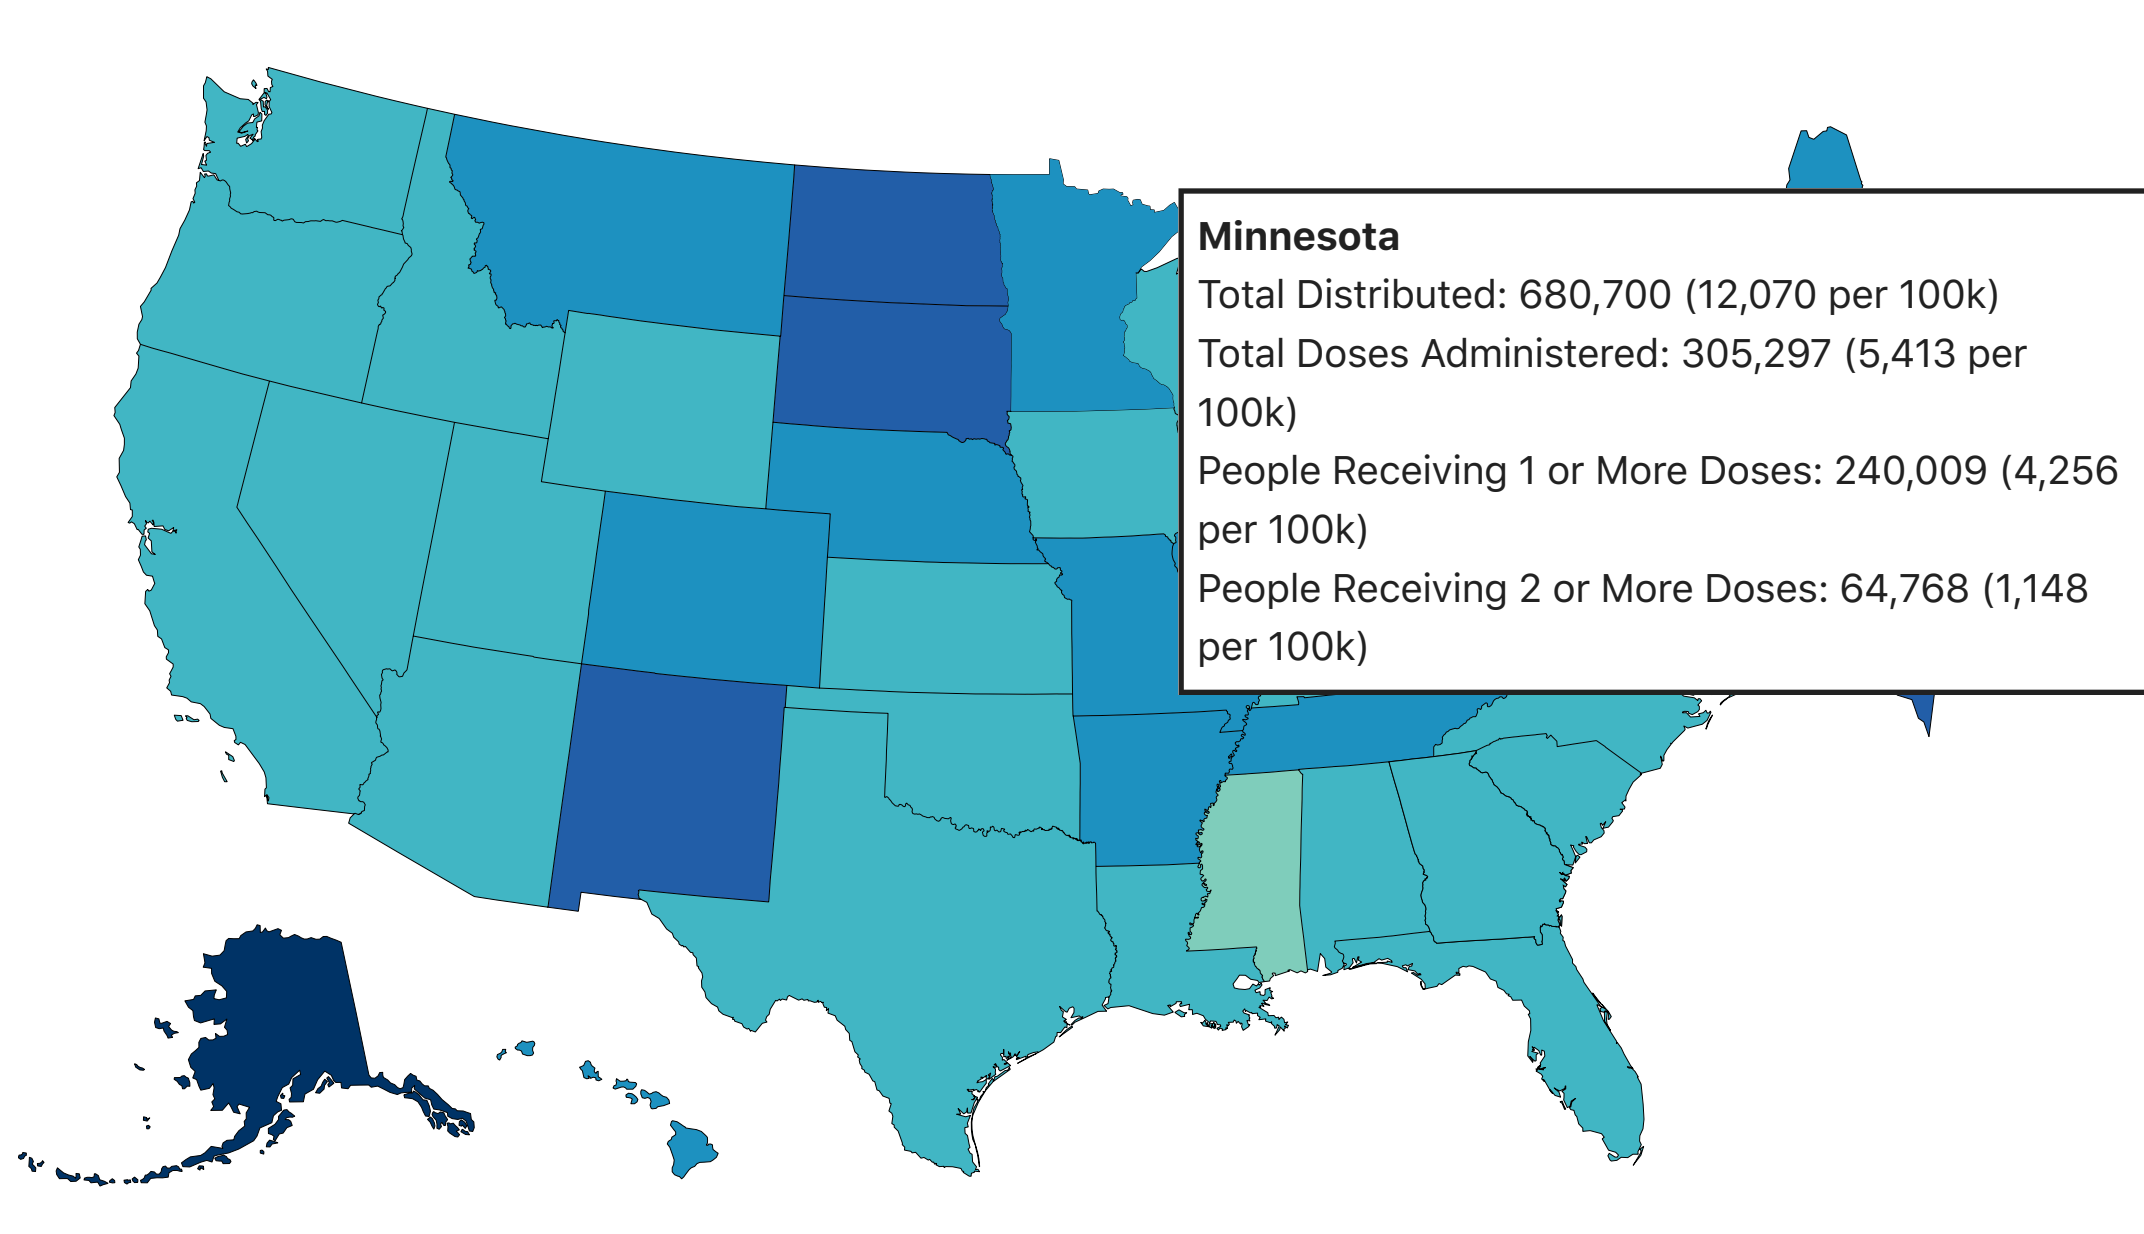 Minnesota
Total Distributed: 680,700 (12,070 per 100k)
Total Doses Administered: 305,297 (5,413 per
100k)
People Receiving 1 or More Doses: 240,009 (4,256
per 100k)
People Receiving 2 or More Doses: 64,768 (1,148
per 100k)